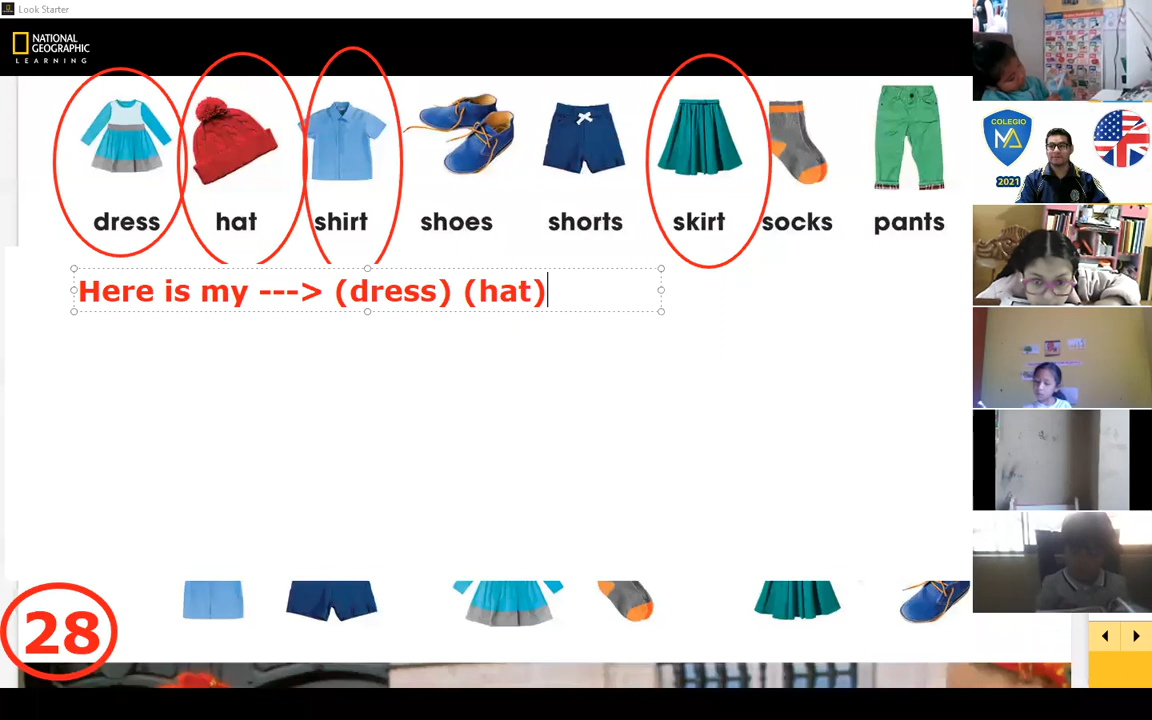 Look Starter
NATIONAL
GEOGRAPHIC
LEARNING
dress hat shirt shoes shorts skirt socks pants
Here is my ---> (dress) (hat)
28
COLEGIO
MA
2021